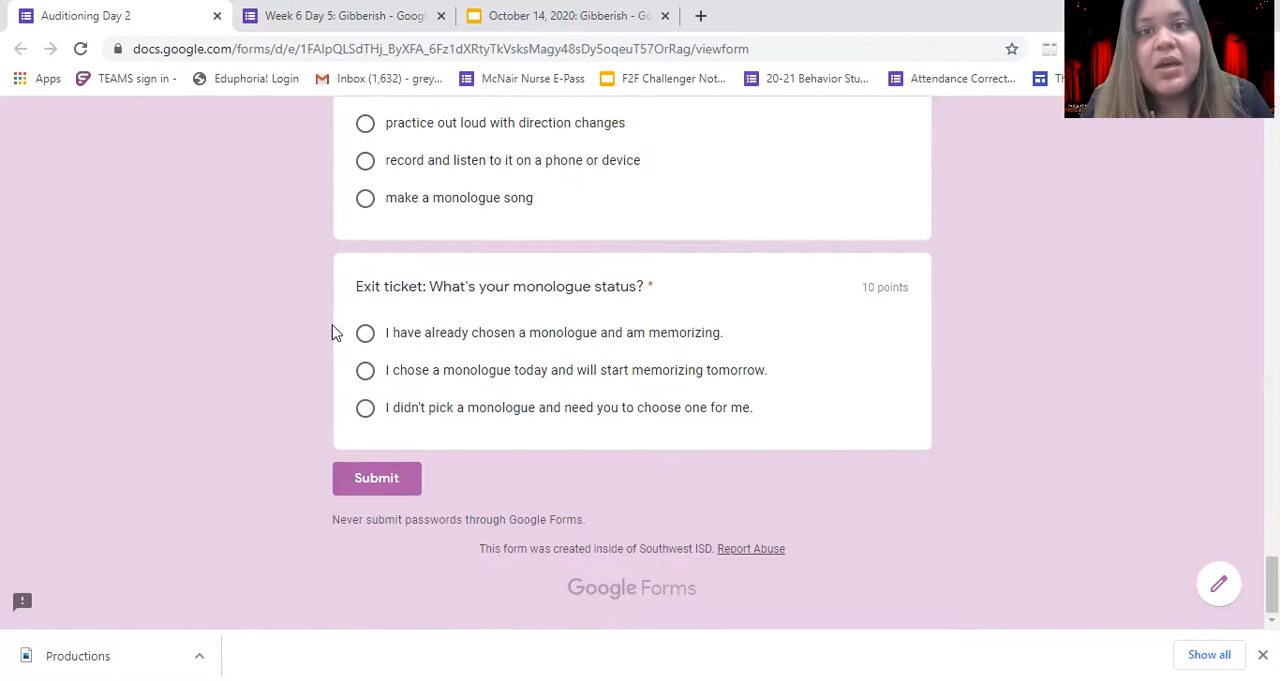 Auditioning Day 2
Week 6 Day 5: Gibberish - Goog
October 14, 2020: Gibberish - Go
docs.google.com/forms/d/e/1FAIpQLSdTHj_ByXFA_6Fz1dXRtyTkVsksMagy48sDy5oqeuT57OrRag/viewform
Apps
TEAMS sign in -
Eduphoria! Login
Inbox (1,632) - grey...
McNair Nurse E-Pass
F2F Challenger Not...
20-21 Behavior Stu...
Attendance Correct...
practice out loud with direction changes
record and listen to it on a phone or device
make a monologue song
Exit ticket: What's your monologue status? *
10 points
I have already chosen a monologue and am memorizing.
I chose a monologue today and will start memorizing tomorrow.
I didn't pick a monologue and need you to choose one for me.
Submit
Never submit passwords through Google Forms.
This form was created inside of Southwest ISD. Report Abuse
Google Forms
Productions
Show all